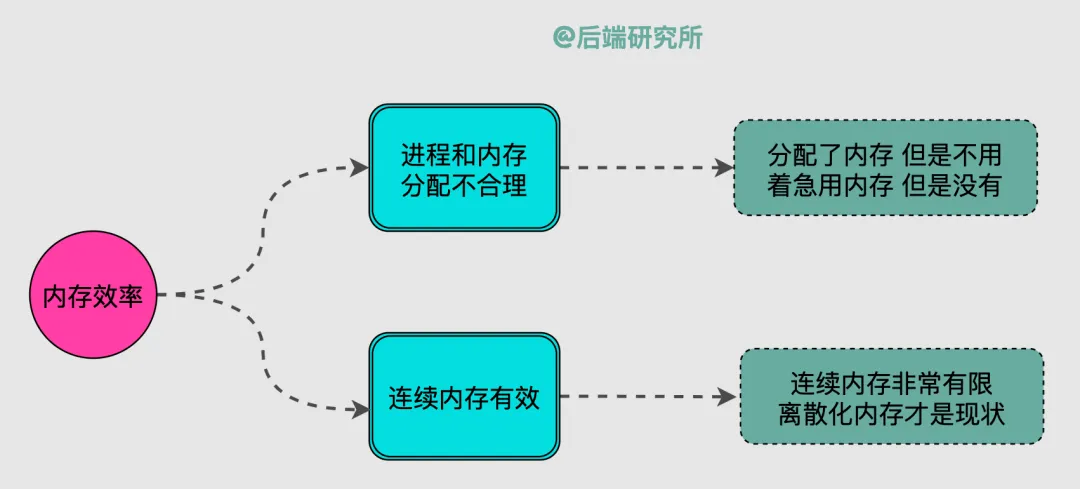 @后端研究所
进程和内存
分配不合理
分配了内存 但是不用
着急用内存 但是没有
内存效率
连续内存有效
连续内存非常有限
离散化内存才是现状